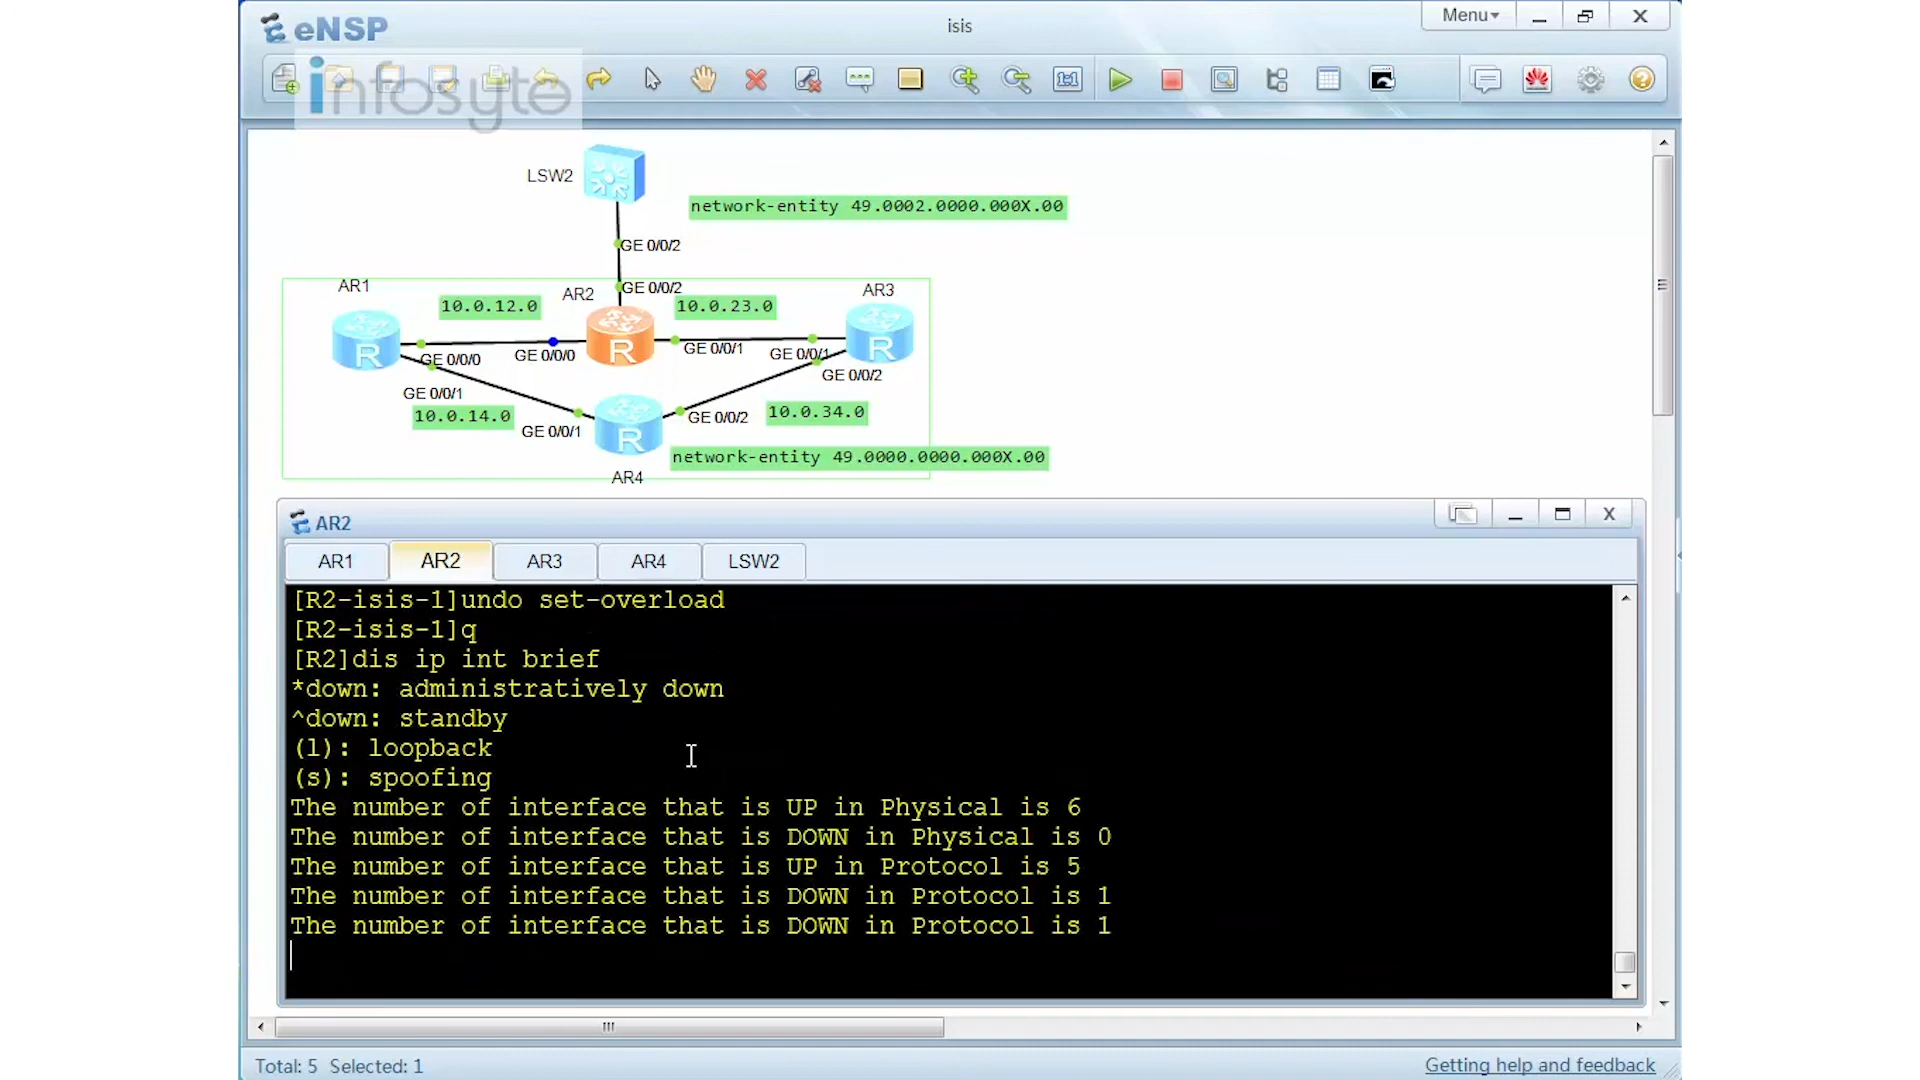 eNSP
isis
Menu
infosyte
1:1
LSW2
network-entity 49.0002.0000.000X.00
GE 0/0/2
AR1
AR2
GE 0/0/2
AR3
10.0.12.0
10.0.23.0
GE 0/0/0
GE 0/0/0
GE 0/0/1
GE 0/0/1
GE 0/0/2
GE 0/0/1
10.0.14.0
GE 0/0/1
GE 0/0/2
10.0.34.0
network-entity 49.0000.0000.000X.00
AR4
R
R
R
R
AR2
AR1
AR2
AR3
AR4
LSW2
[R2-isis-1]undo set-overload
[R2-isis-1]q
[R2]dis ip int brief
*down: administratively down
^down: standby
(l): loopback
(s): spoofing
The number of interface that is UP in Physical is 6
The number of interface that is DOWN in Physical is 0
The number of interface that is UP in Protocol is 5
The number of interface that is DOWN in Protocol is 1
The number of interface that is DOWN in Protocol is 1
Total: 5 Selected: 1
Getting help and feedback